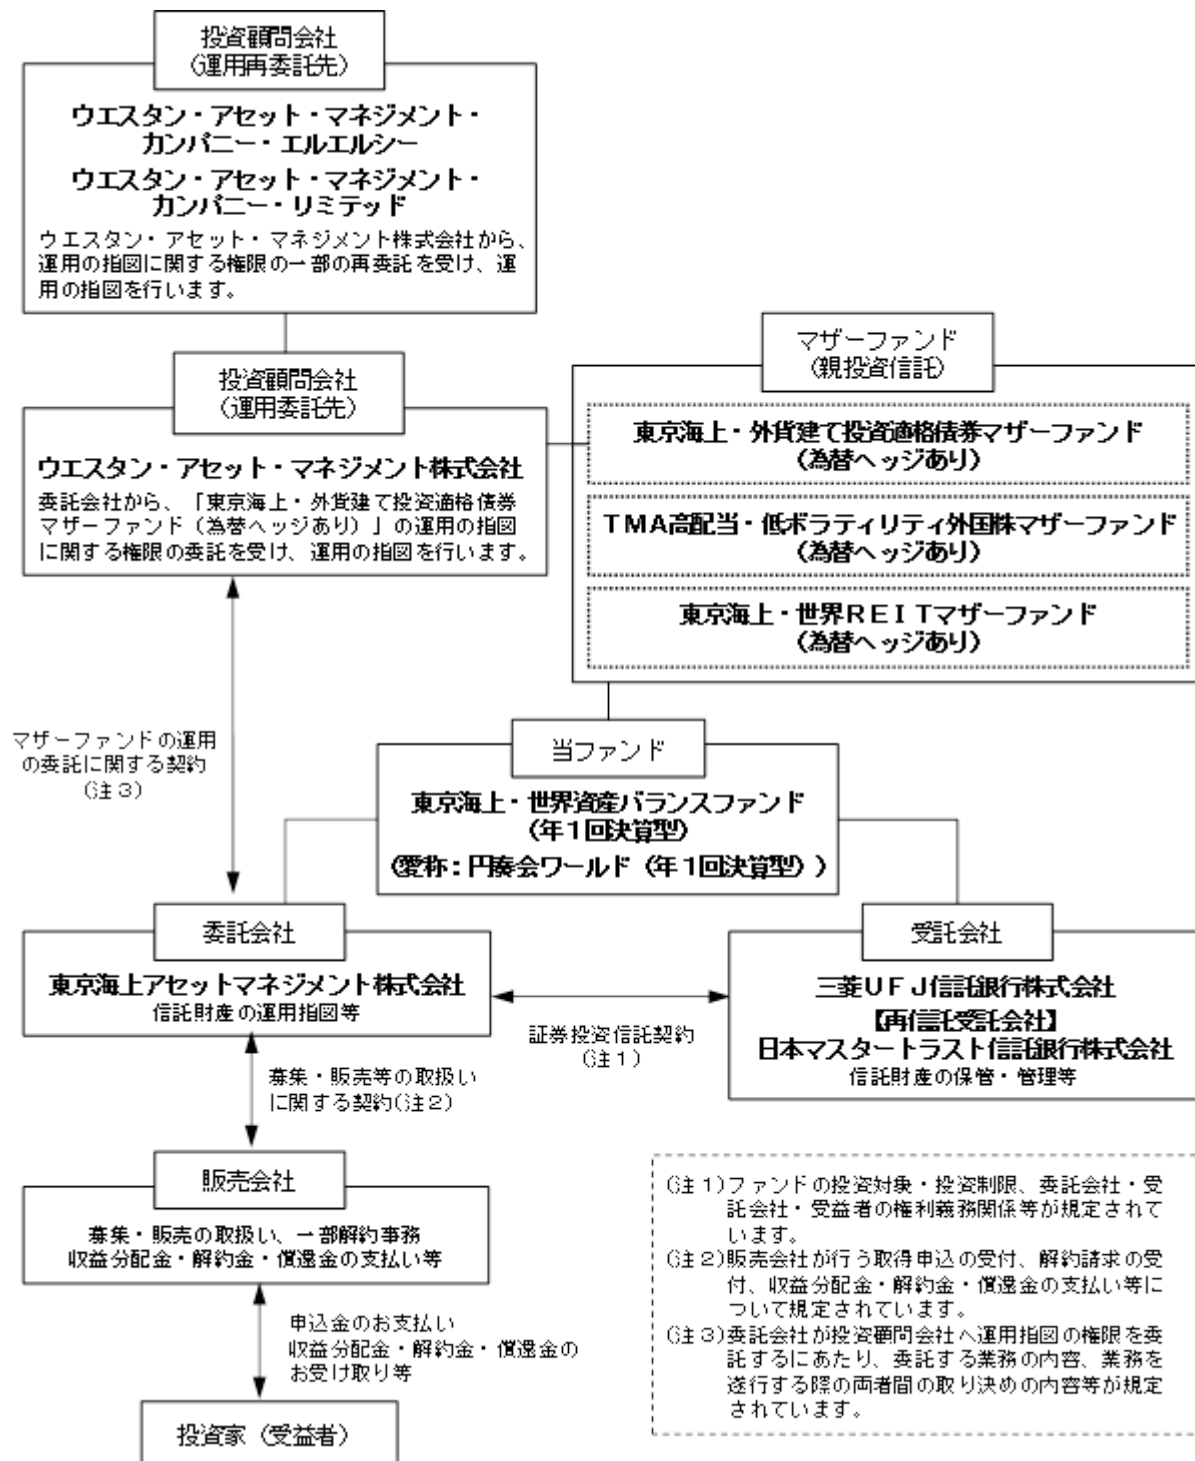 投資顧問会社
（運用再委託先）
ウエスタン・アセット・マネジメント・
カンパニー・エルエルシー
ウエスタン・アセット・マネジメント・
カンパニー・リミテッド
ウエスタン・アセット・マネジメント株式会社から、
運用の指図に関する権限の一部の再委託を受け、運
用の指図を行います。
投資顧問会社
（運用委託先）
ウエスタン・アセット・マネジメント株式会社
委託会社から、「東京海上・外貨建て投資適格債券
マザーファンド（為替ヘッジあり）」の運用の指図
に関する権限の委託を受け、運用の指図を行います。
マザーファンド
（親投資信託）
東京海上・外貨建て投資適格債券マザーファンド
（為替ヘッジあり）
ＴＭＡ高配当・低ボラティリティ外国株マザーファンド
（為替ヘッジあり）
東京海上・世界ＲＥＩＴマザーファンド
（為替ヘッジあり）
マザーファンドの運用
の委託に関する契約
（注３）
当ファンド
東京海上・世界資産バランスファンド
（年１回決算型）
（愛称：円奏会ワールド（年１回決算型））
委託会社
東京海上アセットマネジメント株式会社
信託財産の運用指図等
証券投資信託契約
（注１）
受託会社
三菱ＵＦＪ信託銀行株式会社
【再信託受託会社】
日本マスタートラスト信託銀行株式会社
信託財産の保管・管理等
募集・販売等の取扱い
に関する契約（注２）
販売会社
募集・販売の取扱い、一部解約事務
収益分配金・解約金・償還金の支払い等
申込金のお支払い
収益分配金・解約金・償還金の
お受け取り等
投資家（受益者）
（注１）ファンドの投資対象・投資制限、委託会社・受
託会社・受益者の権利義務関係等が規定されて
います。
（注２）販売会社が行う取得申込の受付、解約請求の受
付、収益分配金・解約金・償還金の支払い等に
ついて規定されています。
（注３）委託会社が投資顧問会社へ運用指図の権限を委
託するにあたり、委託する業務の内容、業務を
遂行する際の両者間の取り決めの内容等が規定
されています。